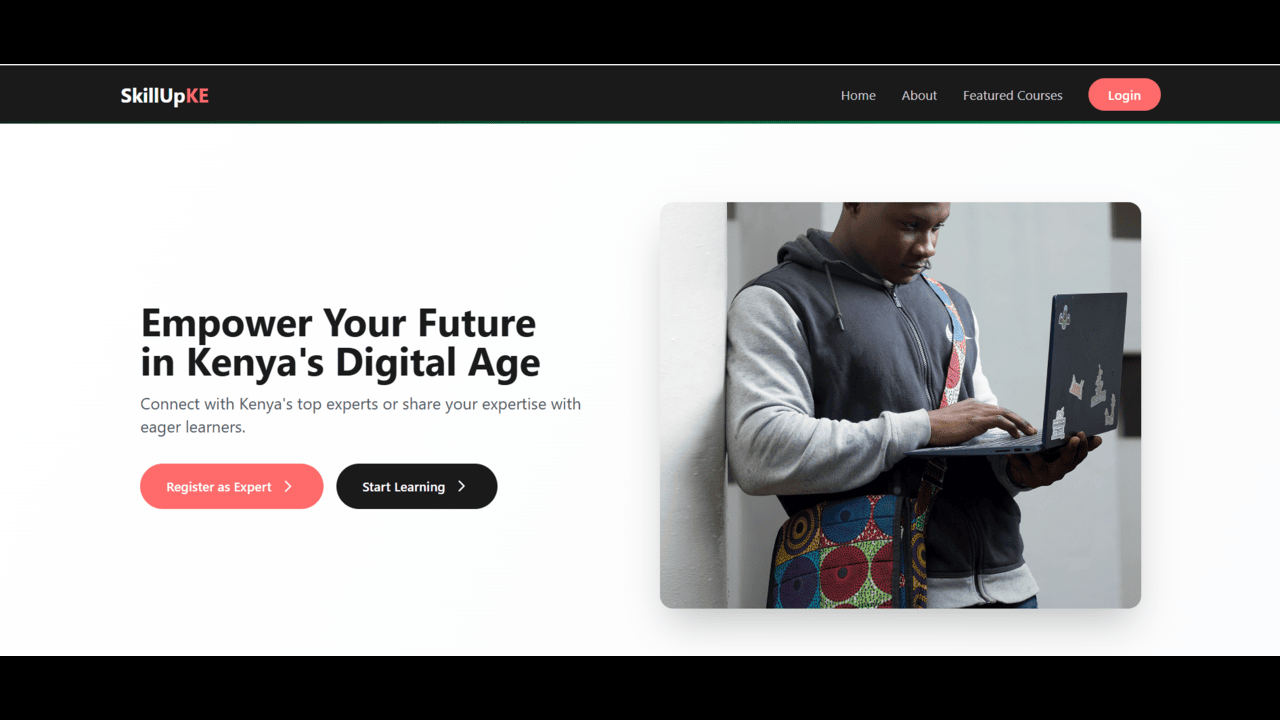 SkillUpKE
Home
About
Featured Courses
Login
Empower Your Future
in Kenya's Digital Age
Connect with Kenya's top experts or share your expertise with
eager learners.
Register as Expert
Start Learning